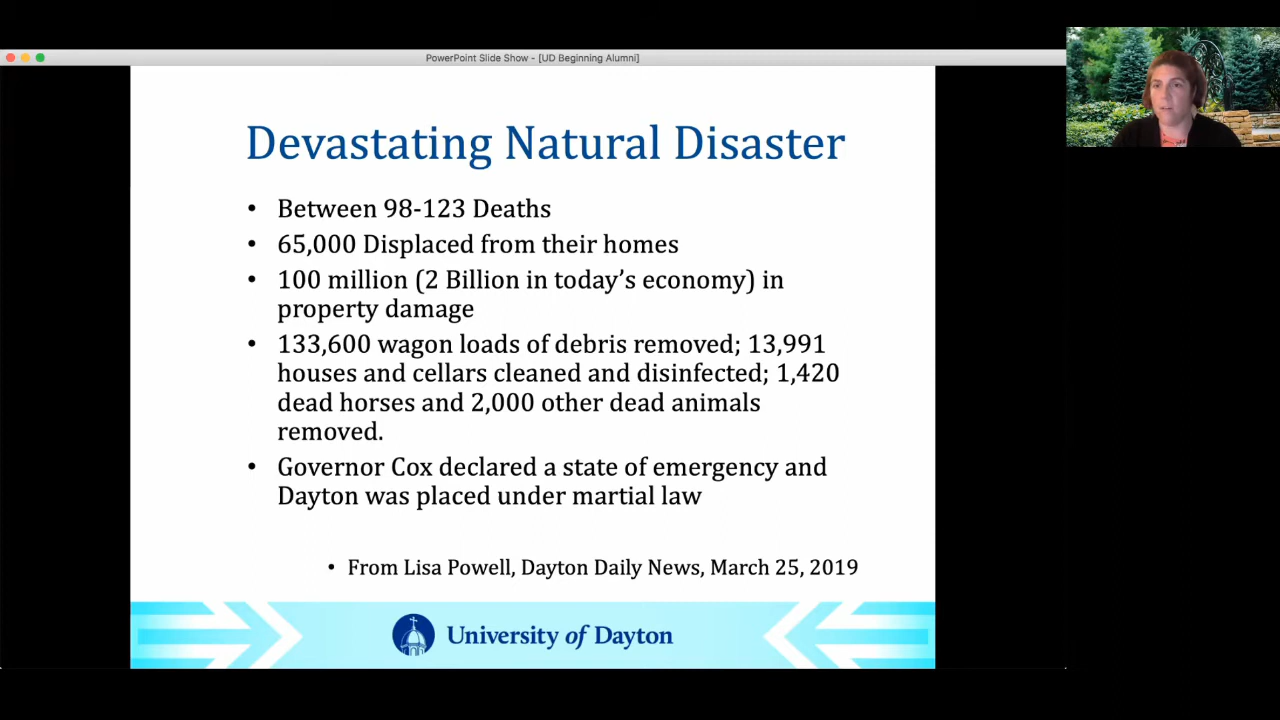 PowerPoint Slide Show - [UD Beginning Alumni]
Devastating Natural Disaster
• Between 98-123 Deaths
• 65,000 Displaced from their homes
• 100 million (2 Billion in today's economy) in
property damage
• 133,600 wagon loads of debris removed; 13,991
houses and cellars cleaned and disinfected; 1,420
dead horses and 2,000 other dead animals
removed.
• Governor Cox declared a state of emergency and
Dayton was placed under martial law
• From Lisa Powell, Dayton Daily News, March 25, 2019
University of Dayton